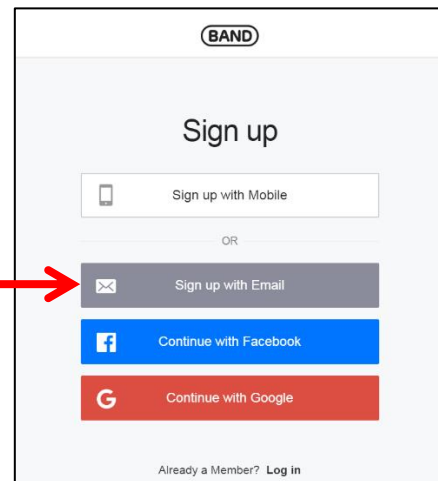 BAND
Sign up
Sign up with Mobile
OR
Sign up with Email
Continue with Facebook
G Continue with Google
Already a Member? Log in